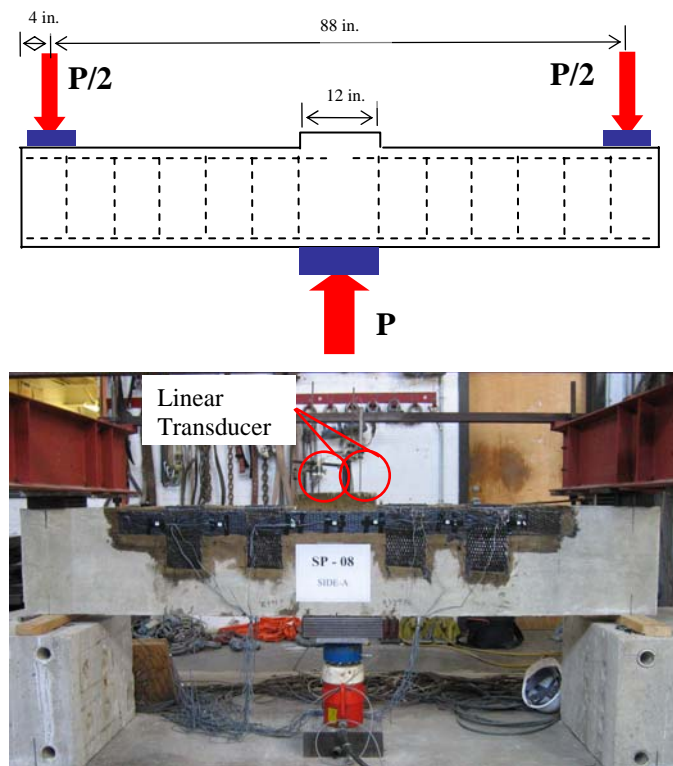 4 in.
88 in.
P/2
P/2
12 in.
P
Linear
Transducer
SP - 08
SIDE-A